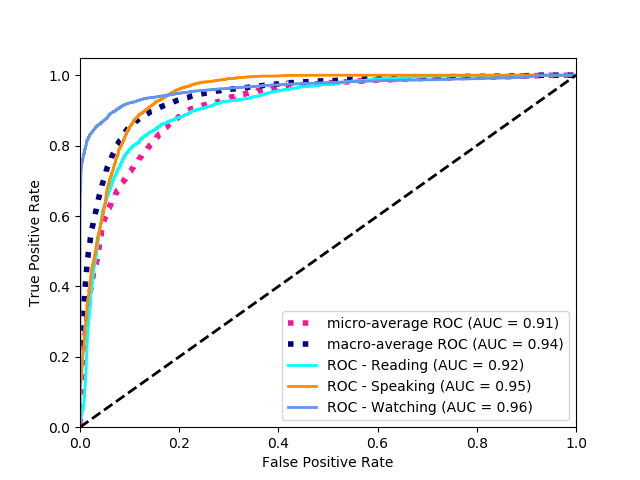 1.0
0.8
0.6
0.4
0.2
0.0
True Positive Rate
micro-average ROC (AUC = 0.91)
macro-average ROC (AUC = 0.94)
ROC - Reading (AUC = 0.92)
ROC - Speaking (AUC = 0.95)
ROC - Watching (AUC = 0.96)
0.0 0.2 0.4 0.6 0.8 1.0
False Positive Rate